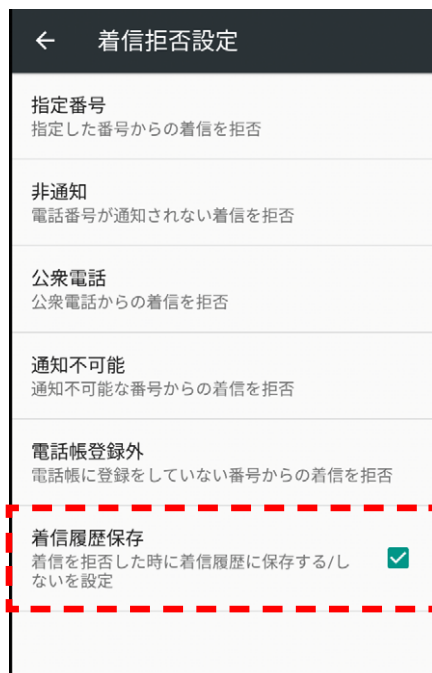 着信拒否設定
指定番号
指定した番号からの着信を拒否
非通知
電話番号が通知されない着信を拒否
公衆電話
公衆電話からの着信を拒否
通知不可能
通知不可能な番号からの着信を拒否
電話帳登録外
電話帳に登録をしていない番号からの着信を拒否
着信履歴保存
着信を拒否した時に着信履歴に保存する/し
ないを設定